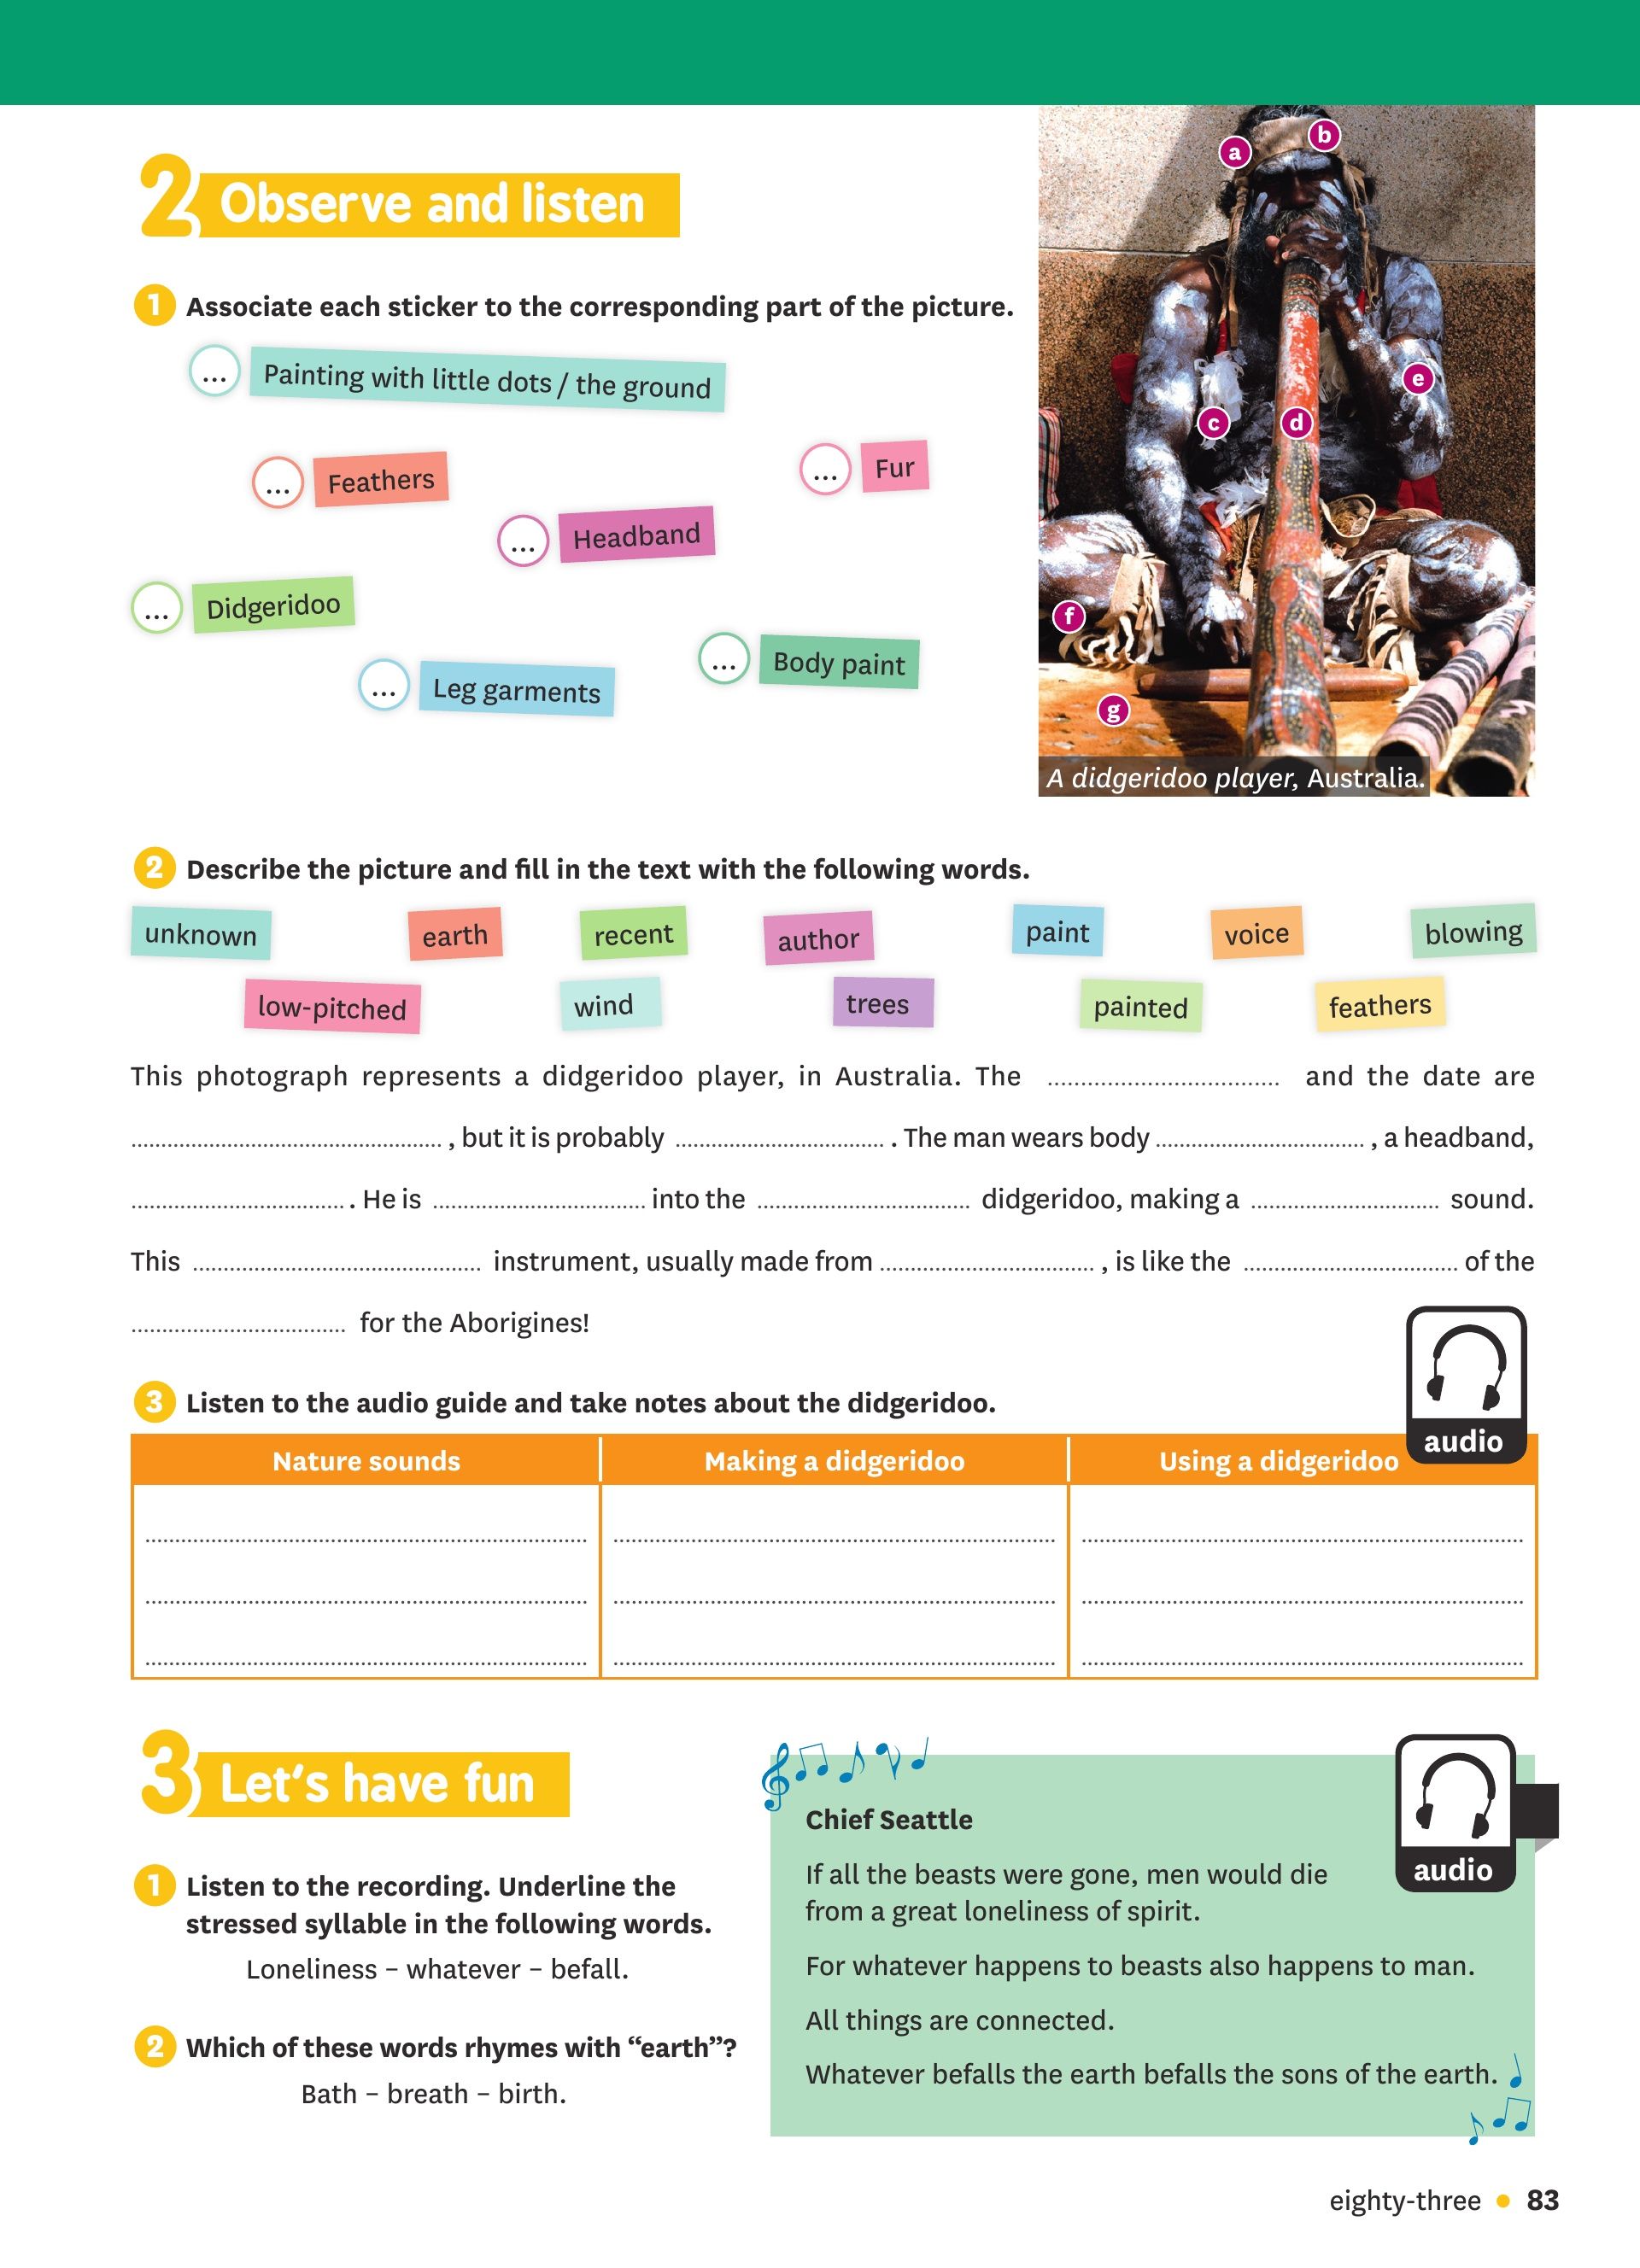 a
b
2 Observe and listen
1 Associate each sticker to the corresponding part of the picture.
... Painting with little dots / the ground
e
c
d
... Feathers
... Fur
... Headband
... Didgeridoo
f
... Body paint
... Leg garments
g
A didgeridoo player, Australia.
2 Describe the picture and fill in the text with the following words.
unknown earth recent author paint voice blowing
low-pitched wind trees painted feathers
This photograph represents a didgeridoo player, in Australia. The .................................. and the date are
.............................................. , but it is probably ............................... . The man wears body ............................... , a headband,
................................ . He is ............................... into the ............................... didgeridoo, making a ............................ sound.
This ........................................... instrument, usually made from ................................ , is like the ................................ of the
................................ for the Aborigines!
3 Listen to the audio guide and take notes about the didgeridoo.
audio
Nature sounds Making a didgeridoo Using a didgeridoo
3 Let's have fun
1 Listen to the recording. Underline the
stressed syllable in the following words.
Loneliness – whatever – befall.
2 Which of these words rhymes with “earth”?
Bath – breath – birth.
audio
Chief Seattle
If all the beasts were gone, men would die
from a great loneliness of spirit.
For whatever happens to beasts also happens to man.
All things are connected.
Whatever befalls the earth befalls the sons of the earth.
eighty-three • 83